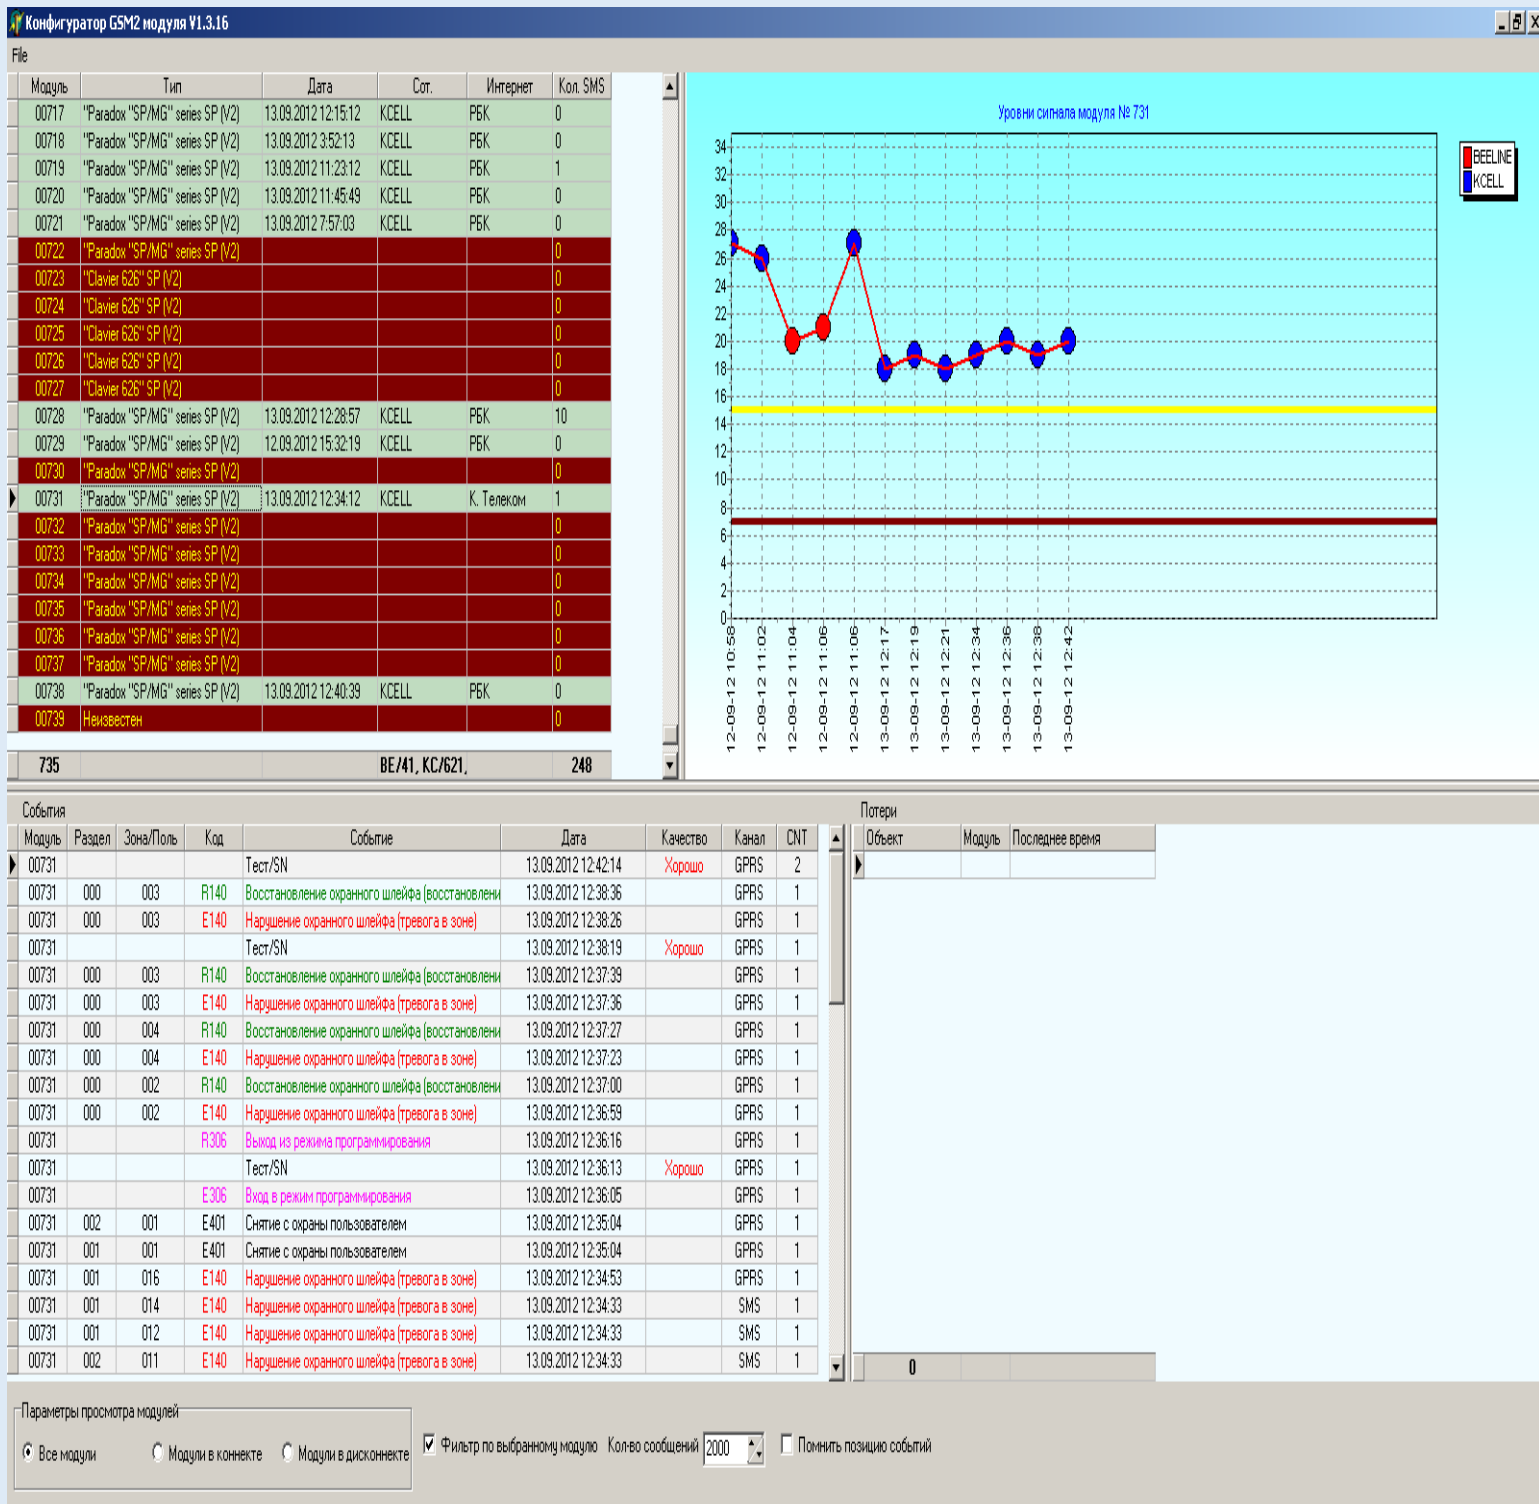 Конфигуратор GSM2 модуля V1.3.16
File
Модуль Тип Дата Сот. Интернет Кол. SMS
00717 "Paradox "SP/MG" series SP (V2) 13.09.2012 12:15:12 KCELL РБК 0
00718 "Paradox "SP/MG" series SP (V2) 13.09.2012 3:52:13 KCELL РБК 0
00719 "Paradox "SP/MG" series SP (V2) 13.09.2012 11:23:12 KCELL РБК 1
00720 "Paradox "SP/MG" series SP (V2) 13.09.2012 11:45:49 KCELL РБК 0
00721 "Paradox "SP/MG" series SP (V2) 13.09.2012 7:57:03 KCELL РБК 0
00722 "Paradox "SP/MG" series SP (V2) 0
00723 "Clavier 626" SP (V2) 0
00724 "Clavier 626" SP (V2) 0
00725 "Clavier 626" SP (V2) 0
00726 "Clavier 626" SP (V2) 0
00727 "Clavier 626" SP (V2) 0
00728 "Paradox "SP/MG" series SP (V2) 13.09.2012 12:28:57 KCELL РБК 10
00729 "Paradox "SP/MG" series SP (V2) 12.09.2012 15:32:19 KCELL РБК 0
00730 "Paradox "SP/MG" series SP (V2) 0
00731 "Paradox "SP/MG" series SP (V2) 13.09.2012 12:34:12 KCELL К. Телеком 1
00732 "Paradox "SP/MG" series SP (V2) 0
00733 "Paradox "SP/MG" series SP (V2) 0
00734 "Paradox "SP/MG" series SP (V2) 0
00735 "Paradox "SP/MG" series SP (V2) 0
00736 "Paradox "SP/MG" series SP (V2) 0
00737 "Paradox "SP/MG" series SP (V2) 0
00738 "Paradox "SP/MG" series SP (V2) 13.09.2012 12:40:39 KCELL РБК 0
00739 Неизвестен 0
735 BE/41, KC/621, 248
Уровни сигнала модуля № 731
34
32
30
28
26
24
22
20
18
16
14
12
10
8
6
4
2
0
12-09-12 10:58
12-09-12 11:02
12-09-12 11:04
12-09-12 11:06
12-09-12 11:06
13-09-12 12:17
13-09-12 12:19
13-09-12 12:21
13-09-12 12:34
13-09-12 12:36
13-09-12 12:38
13-09-12 12:42
BEELINE
KCELL
События
Модуль Раздел Зона/Поль Код Событие Дата Качество Канал CNT
00731 Тест/SN 13.09.2012 12:42:14 Хорошо GPRS 2
00731 000 003 R140 Восстановление охранного шлейфа (восстановлени 13.09.2012 12:38:36 GPRS 1
00731 000 003 E140 Нарушение охранного шлейфа (тревога в зоне) 13.09.2012 12:38:26 GPRS 1
00731 Тест/SN 13.09.2012 12:38:19 Хорошо GPRS 1
00731 000 003 R140 Восстановление охранного шлейфа (восстановлени 13.09.2012 12:37:39 GPRS 1
00731 000 003 E140 Нарушение охранного шлейфа (тревога в зоне) 13.09.2012 12:37:36 GPRS 1
00731 000 004 R140 Восстановление охранного шлейфа (восстановлени 13.09.2012 12:37:27 GPRS 1
00731 000 004 E140 Нарушение охранного шлейфа (тревога в зоне) 13.09.2012 12:37:23 GPRS 1
00731 000 002 R140 Восстановление охранного шлейфа (восстановлени 13.09.2012 12:37:00 GPRS 1
00731 000 002 E140 Нарушение охранного шлейфа (тревога в зоне) 13.09.2012 12:36:59 GPRS 1
00731 R306 Выход из режима программирования 13.09.2012 12:36:16 GPRS 1
00731 Тест/SN 13.09.2012 12:36:13 Хорошо GPRS 1
00731 E306 Вход в режим программирования 13.09.2012 12:36:05 GPRS 1
00731 002 001 E401 Снятие с охраны пользователем 13.09.2012 12:35:04 GPRS 1
00731 001 001 E401 Снятие с охраны пользователем 13.09.2012 12:35:04 GPRS 1
00731 001 016 E140 Нарушение охранного шлейфа (тревога в зоне) 13.09.2012 12:34:53 GPRS 1
00731 001 014 E140 Нарушение охранного шлейфа (тревога в зоне) 13.09.2012 12:34:33 SMS 1
00731 001 012 E140 Нарушение охранного шлейфа (тревога в зоне) 13.09.2012 12:34:33 SMS 1
00731 002 011 E140 Нарушение охранного шлейфа (тревога в зоне) 13.09.2012 12:34:33 SMS 1
Потери
Объект Модуль Последнее время
0
Параметры просмотра модулей
Все модули Модули в коннекте Модули в дисконнекте Фильтр по выбранному модулю Кол-во сообщений 2000 Помнить позицию событий